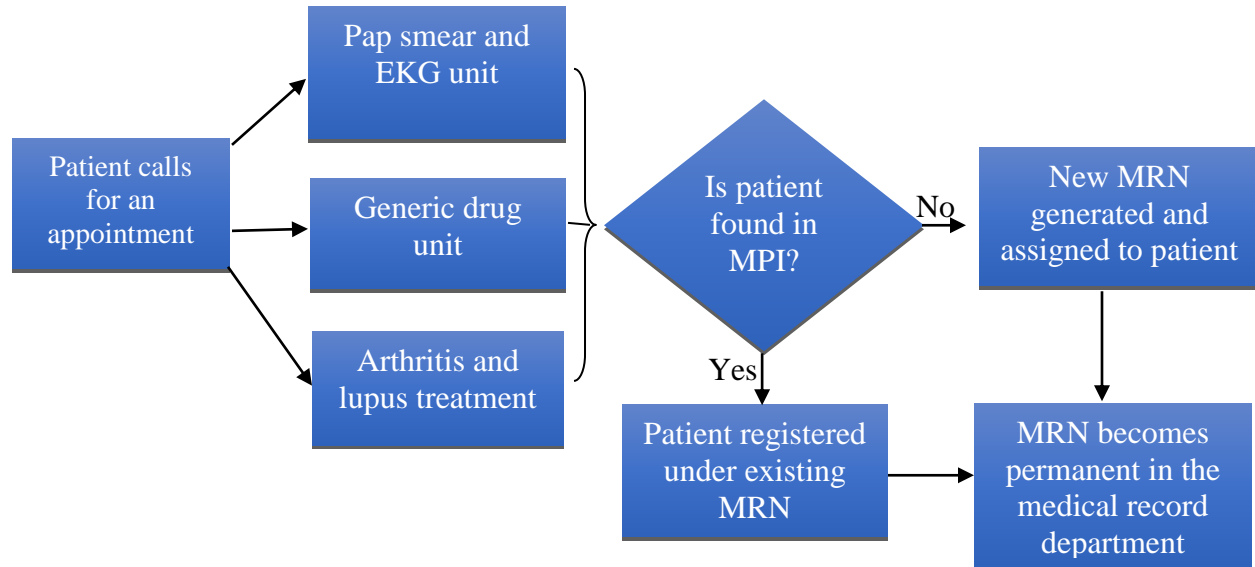 Patient calls
for an
appointment
Pap smear and
EKG unit
Generic drug
unit
Arthritis and
lupus treatment
Is patient
found in
MPI?
No
New MRN
generated and
assigned to patient
Yes
Patient registered
under existing
MRN
MRN becomes
permanent in the
medical record
department